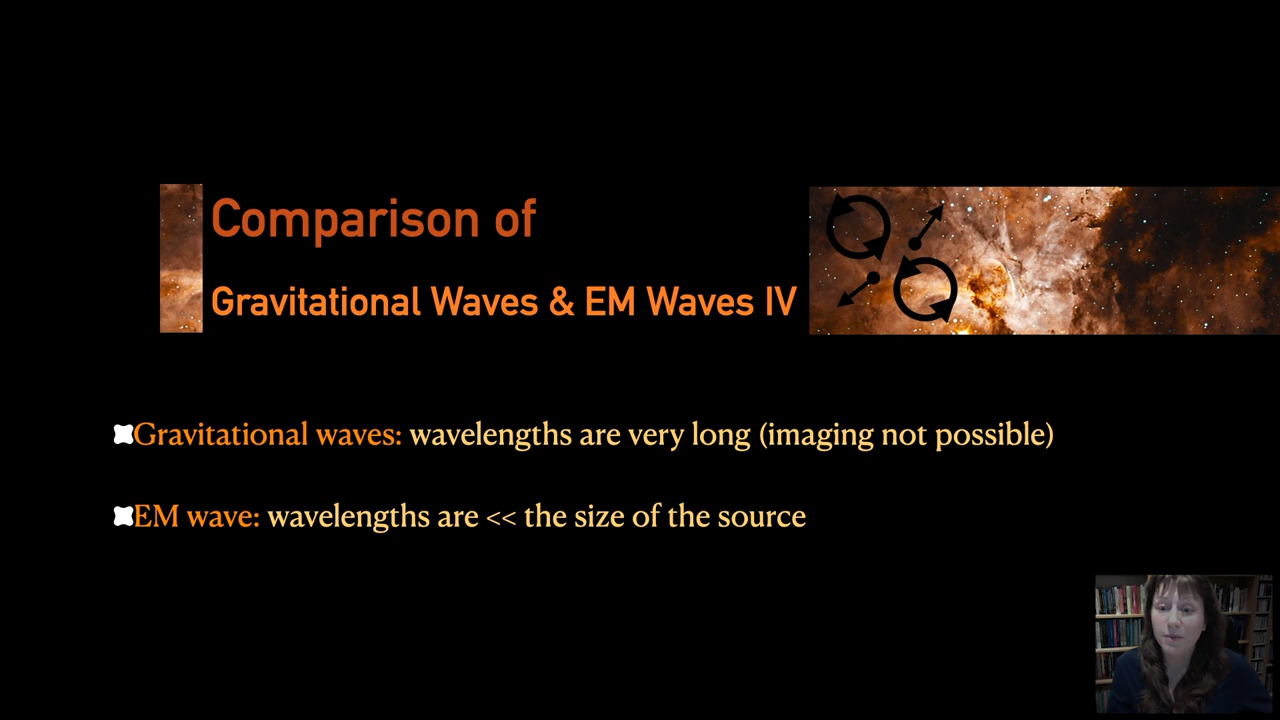 Comparison of
Gravitational Waves & EM Waves IV
Gravitational waves: wavelengths are very long (imaging not possible)
EM wave: wavelengths are << the size of the source